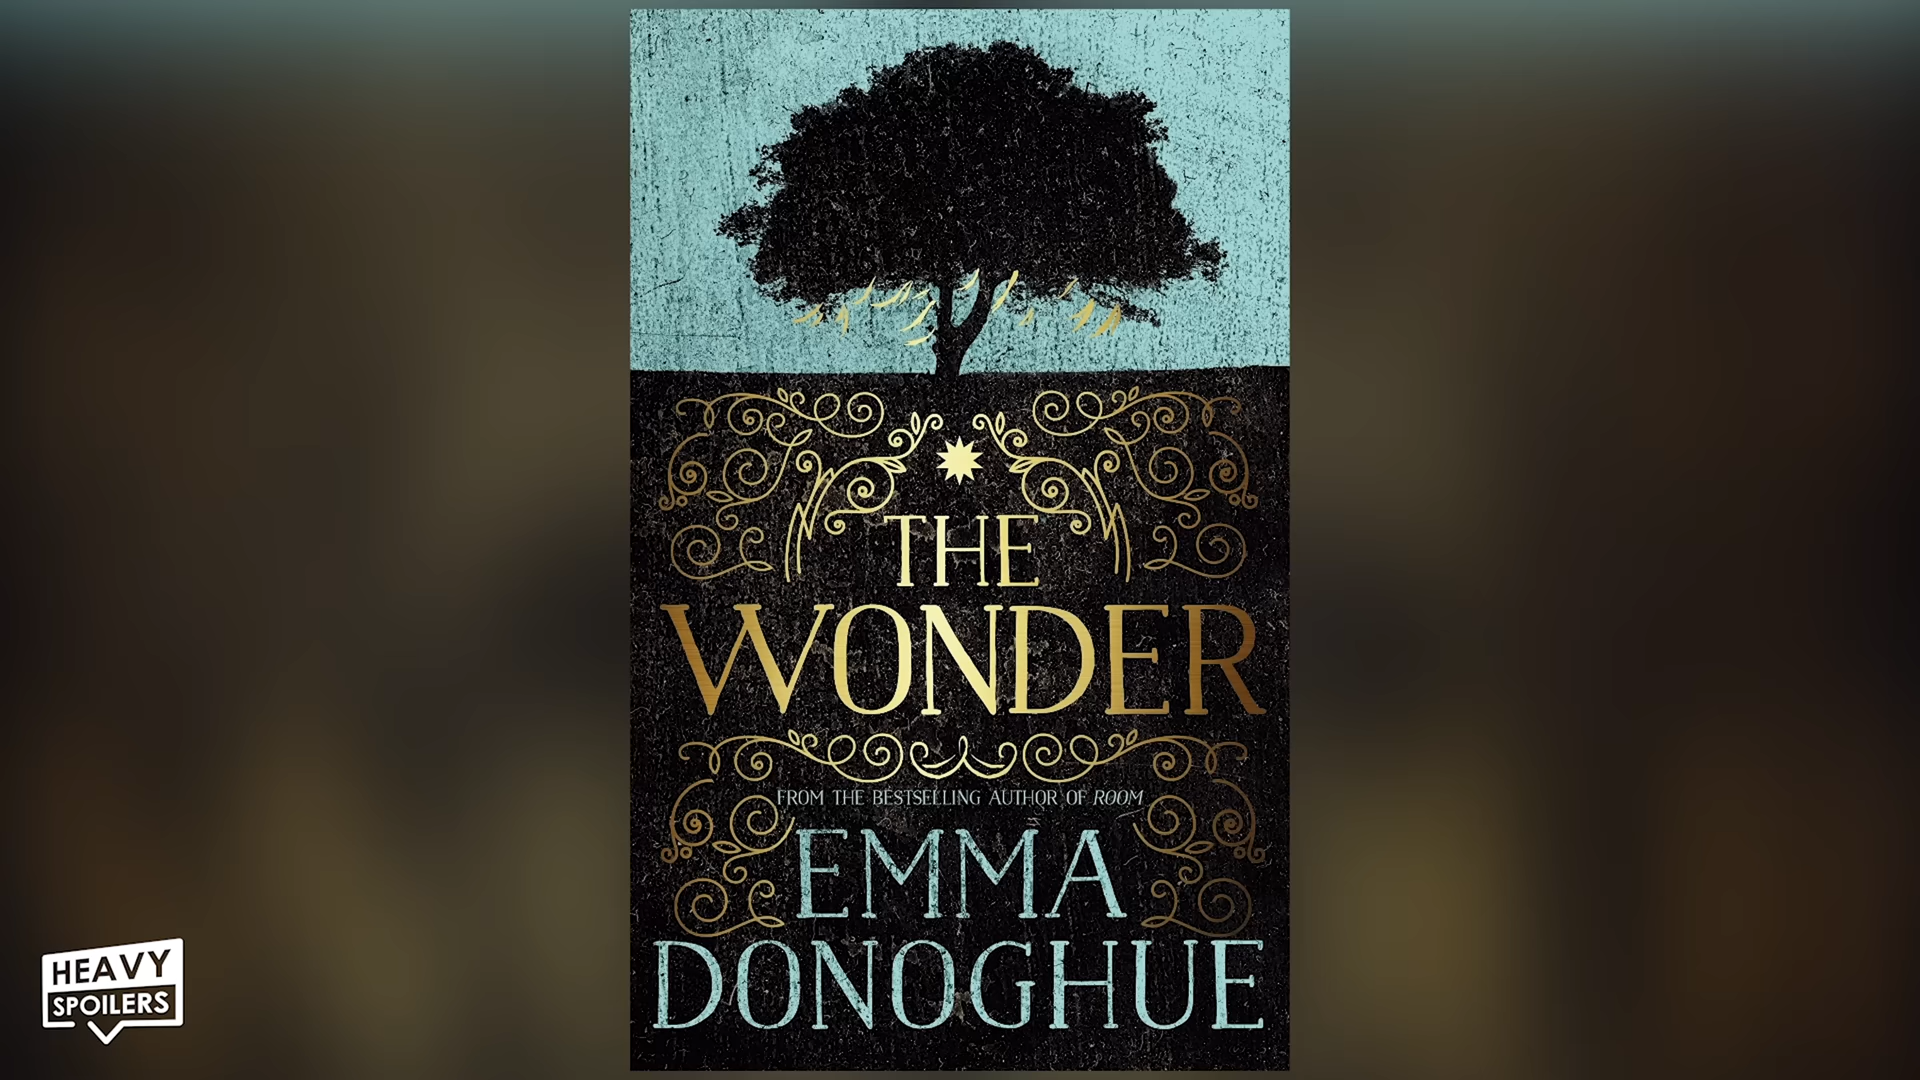 THE
WONDER
FROM THE BESTSELLING AUTHOR OF ROOM
EMMA
DONOGHUE
HEAVY
SPOILERS